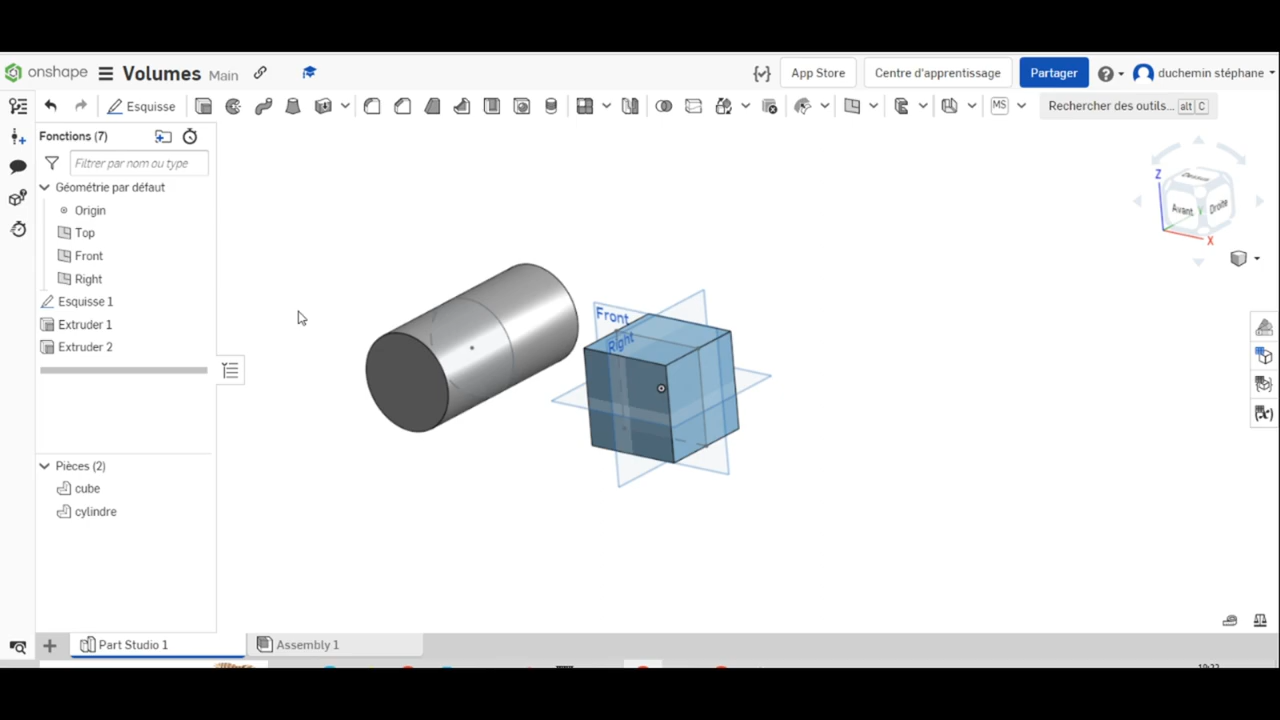 onshape Volumes Main App Store Centre d'apprentissage Partager duchemin stéphane
Esquisse MS Rechercher des outils... alt C
Fonctions (7)
Filtrer par nom ou type
Géométrie par défaut
Origin
Top
Front
Right
Esquisse 1
Extruder 1
Extruder 2
Pièces (2)
cube
cylindre
Front
Right
Z
Avant
Y
Droite
X
Part Studio 1 Assembly 1